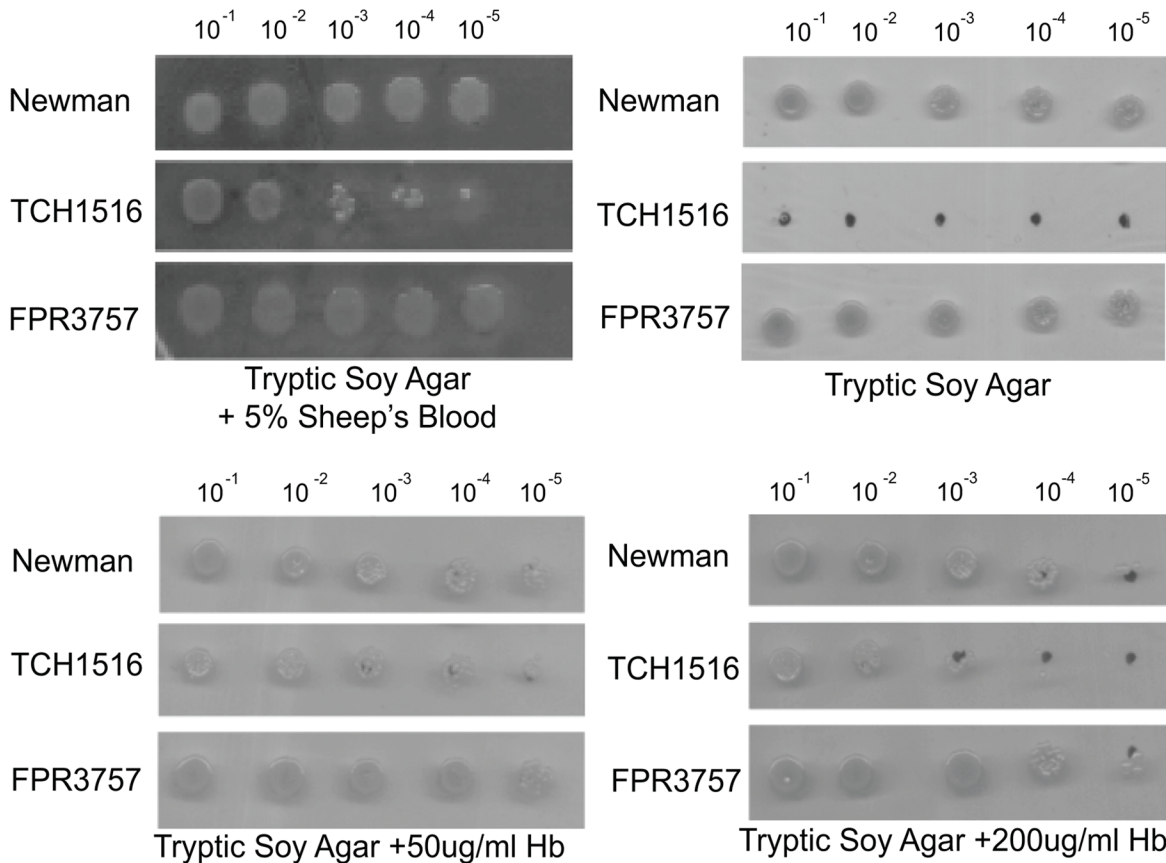 10⁻¹ 10⁻² 10⁻³ 10⁻⁴ 10⁻⁵
Newman
TCH1516
FPR3757
Tryptic Soy Agar
+ 5% Sheep's Blood
10⁻¹ 10⁻² 10⁻³ 10⁻⁴ 10⁻⁵
Newman
TCH1516
FPR3757
Tryptic Soy Agar
10⁻¹ 10⁻² 10⁻³ 10⁻⁴ 10⁻⁵
Newman
TCH1516
FPR3757
Tryptic Soy Agar +50ug/ml Hb
10⁻¹ 10⁻² 10⁻³ 10⁻⁴ 10⁻⁵
Newman
TCH1516
FPR3757
Tryptic Soy Agar +200ug/ml Hb